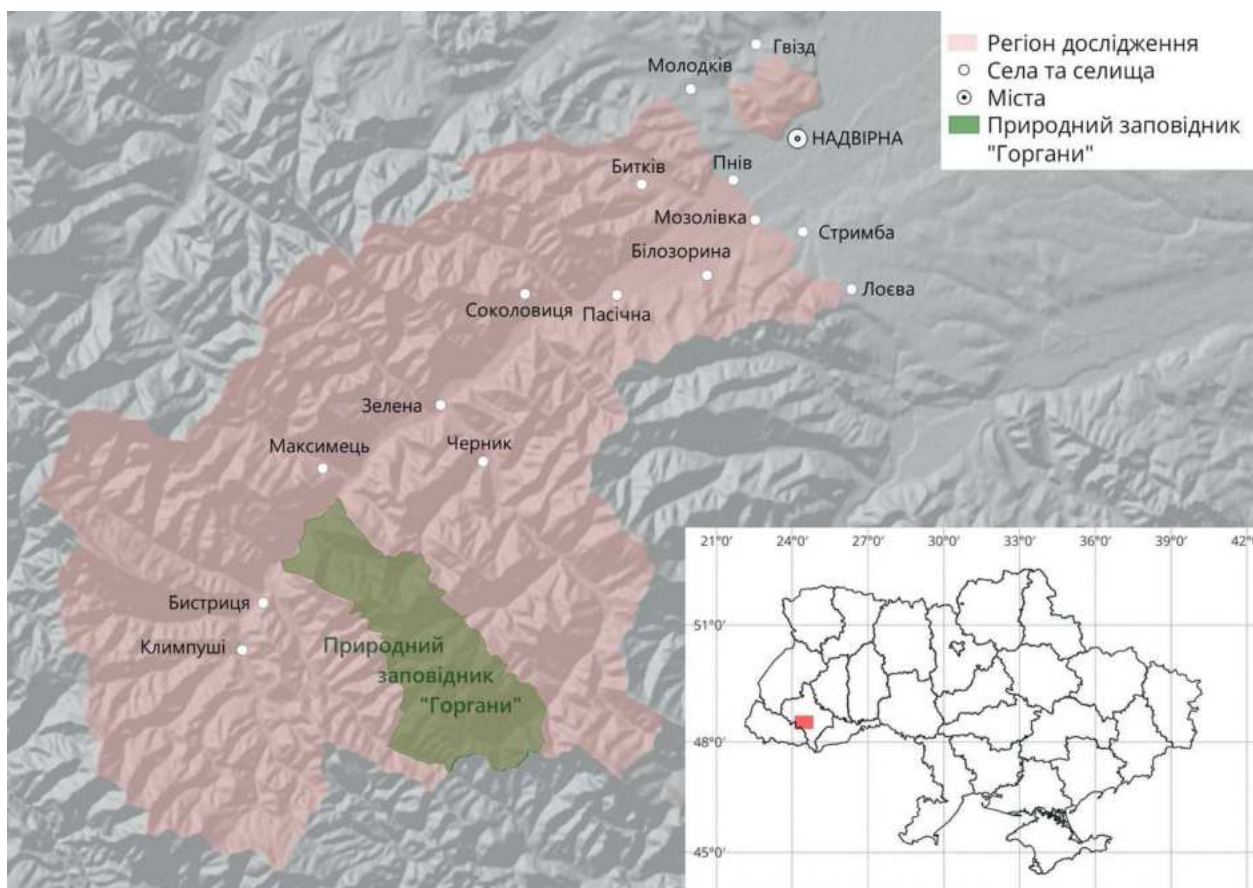 Гвізд
Молодків
НАДВІРНА
Пнів
Битків
Мозолівка
Стримба
Білозорина
Лоєва
Соколовиця
Пасічна
Зелена
Максимець
Черник
Бистриця
Климпуші
Природний
заповідник
"Горгани"
Регіон дослідження
Села та селища
Міста
Природний заповідник
"Горгани"
21°0' 24°0' 27°0' 30°0' 33°0' 36°0' 39°0' 42°0'
51°0'
48°0'
45°0'